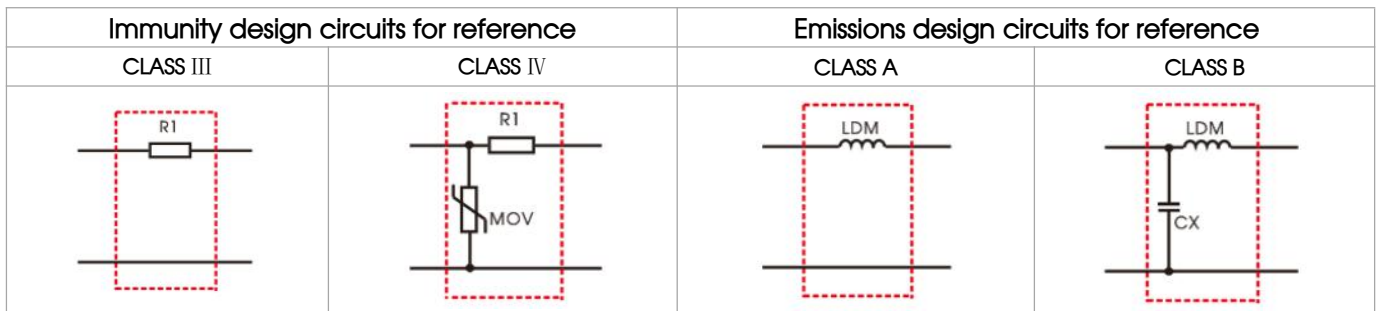 Immunity design circuits for reference
Emissions design circuits for reference
CLASS Ⅲ
CLASS Ⅳ
CLASS A
CLASS B
R1
R1
MOV
LDM
LDM
CX